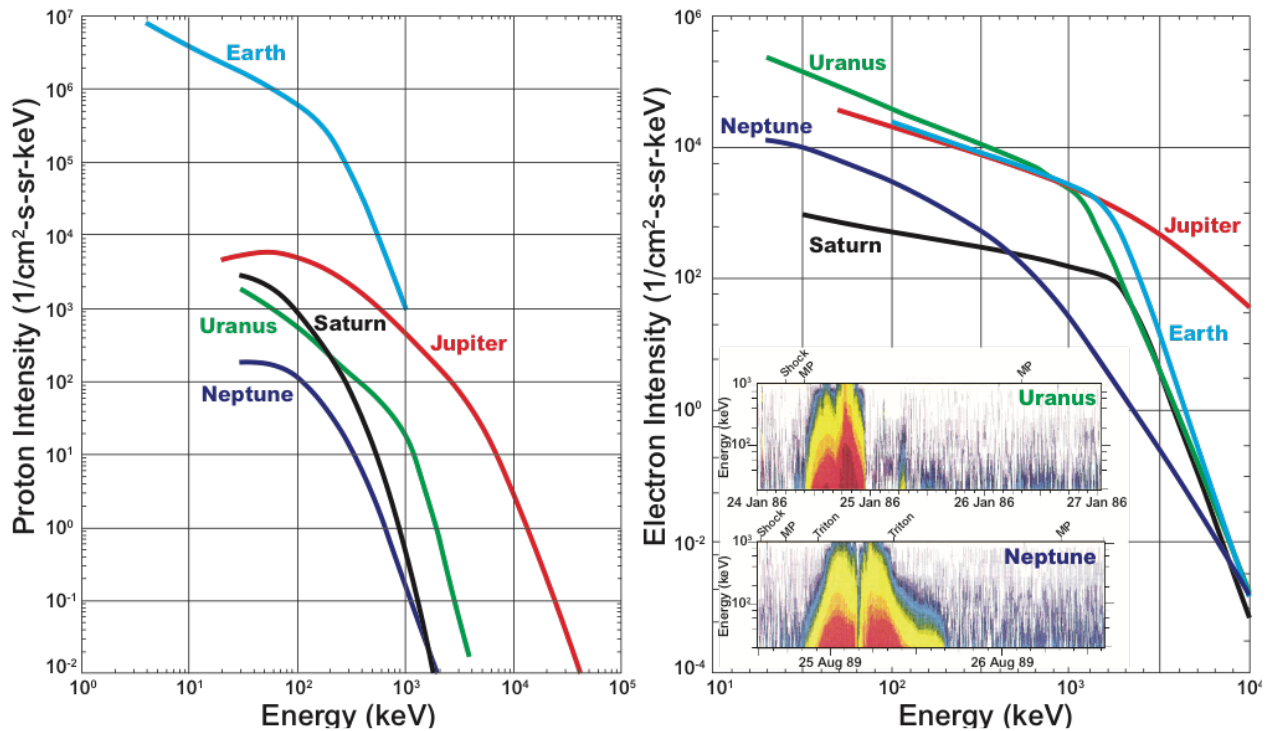 Proton Intensity (1/cm²-s-sr-keV)
10⁷
10⁶
10⁵
10⁴
10³
10²
10¹
10⁰
10⁻¹
10⁻²
Earth
Saturn
Uranus
Jupiter
Neptune
10⁰ 10¹ 10² 10³ 10⁴ 10⁵
Energy (keV)
Electron Intensity (1/cm²-s-sr-keV)
10⁶
10⁴
10²
10⁰
10⁻²
10⁻⁴
Uranus
Neptune
Jupiter
Saturn
Earth
Shock
MP
MP
Energy (keV)
10³
10²
Uranus
24 Jan 86 25 Jan 86 26 Jan 86 27 Jan 86
Shock
MP
Triton
Triton
MP
Energy (keV)
10³
10²
Neptune
25 Aug 89 26 Aug 89
10¹ 10² 10³ 10⁴
Energy (keV)